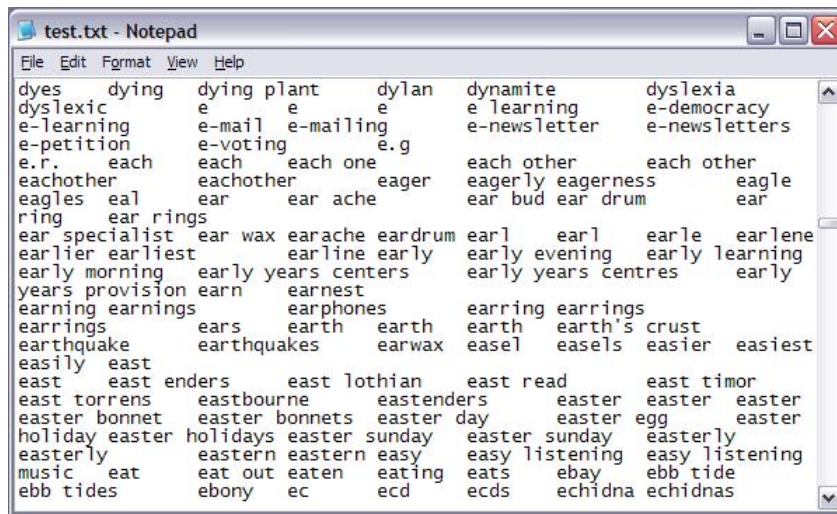 test.txt - Notepad
File Edit Format View Help
dyes dying dying plant dylan dynamite dyslexia
dyslexic e e e e learning e-democracy
e-learning e-mail e-mailing e-newsletter e-newsletters
e-petition e-voting e.g
e.r. each each each one each other each other
eachother eachother eager eagerly eagerness eagle
eagles eal ear ear ache ear bud ear drum ear
ring ear rings
ear specialist ear wax earache eardrum earl earl earle earlene
earlier earliest earline early early evening early learning
early morning early years centers early years centres early
years provision earn earnest
earning earnings earphones earring earrings
earrings ears earth earth earth earth's crust
earthquake earthquakes earwax easel easels easier easiest
easily east
east east enders east lothian east read east timor
east torrens eastbourne eastenders easter easter easter
easter bonnet easter bonnets easter day easter egg easter
holiday easter holidays easter sunday easter sunday easterly
easterly eastern eastern easy easy listening easy listening
music eat eat out eaten eating eats ebay ebb tide
ebb tides ebony ec ecd ecds echidna echidnas